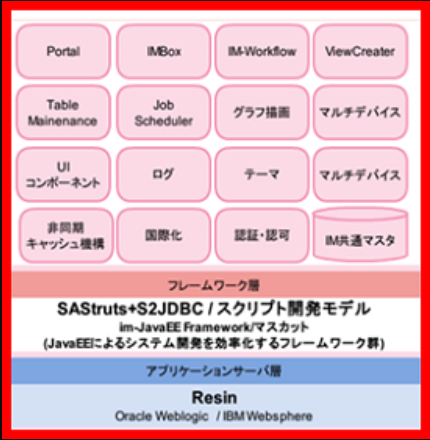 Portal
IMBox
IM-Workflow
ViewCreater
Table
Mainenance
Job
Scheduler
グラフ描画
マルチデバイス
UI
コンポーネント
ログ
テーマ
マルチデバイス
非同期
キャッシュ機構
国際化
認証・認可
IM共通マスタ
フレームワーク層
SAStruts+S2JDBC / スクリプト開発モデル
im-JavaEE Framework/マスカット
(JavaEEによるシステム開発を効率化するフレームワーク群)
アプリケーションサーバ層
Resin
Oracle Weblogic / IBM Websphere